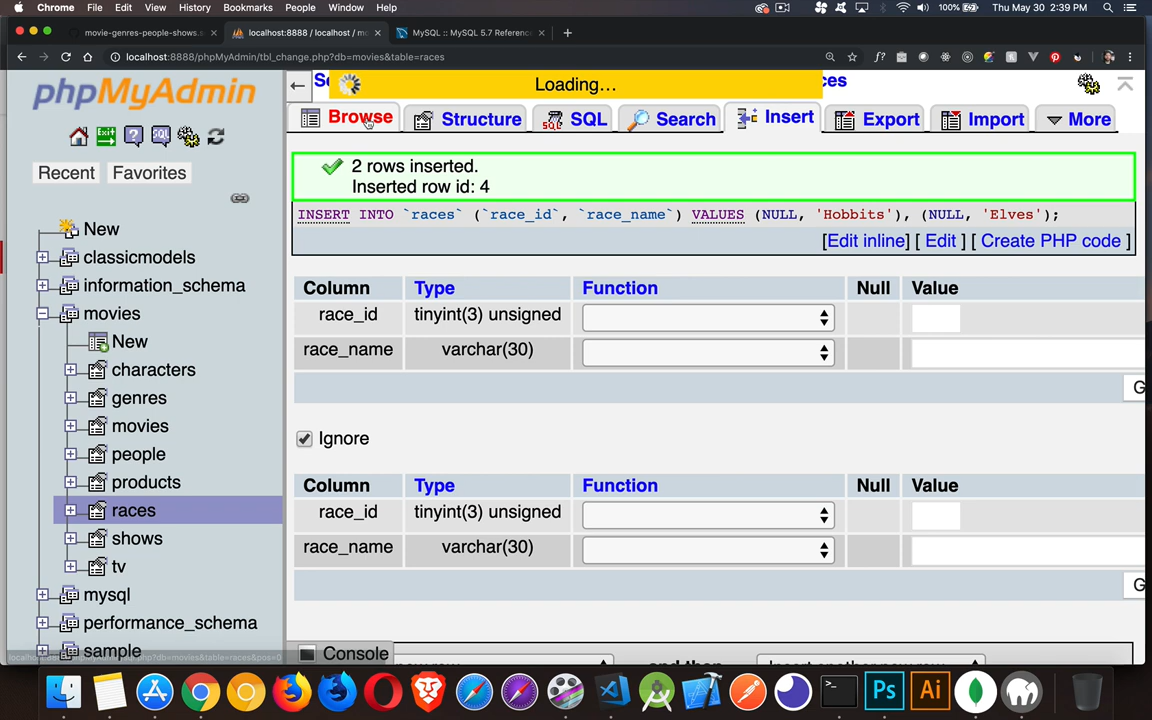 Chrome File Edit View History Bookmarks People Window Help 100% Thu May 30 2:39 PM
movie-genres-people-shows.s localhost:8888 / localhost / mo MySQL :: MySQL 5.7 Referenc
localhost:8888/phpMyAdmin/tbl_change.php?db=movies&table=races
phpMyAdmin
Recent Favorites
New
classicmodels
information_schema
movies
New
characters
genres
movies
people
products
races
shows
tv
mysql
performance_schema
sample
Loading…
Browse Structure SQL Search Insert Export Import More
2 rows inserted.
Inserted row id: 4
INSERT INTO `races` (`race_id`, `race_name`) VALUES (NULL, 'Hobbits'), (NULL, 'Elves');
[Edit inline] [ Edit ] [ Create PHP code ]
Column Type Function Null Value
race_id tinyint(3) unsigned
race_name varchar(30)
Ignore
Column Type Function Null Value
race_id tinyint(3) unsigned
race_name varchar(30)
Console
and then
Ps Ai